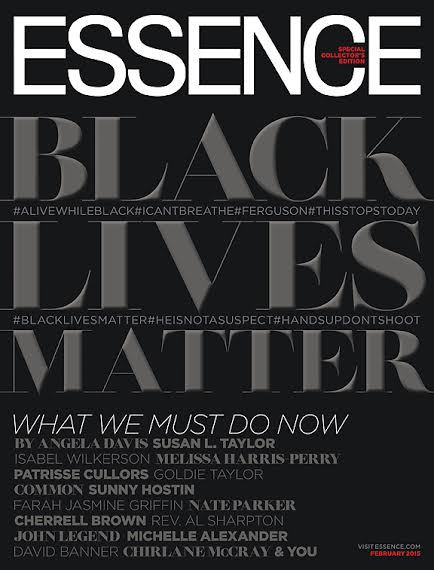 ESSENCE
SPECIAL
COLLECTOR'S
EDITION
BLACK
#ALIVEWHILEBLACK#ICANTBREATHE#FERGUSON#THISSTOPSTODAY
LIVES
#BLACKLIVESMATTER#HEISNOTASUSPECT#HANDSUPDONTSHOOT
MATTER
WHAT WE MUST DO NOW
BY ANGELA DAVIS SUSAN L. TAYLOR
ISABEL WILKERSON MELISSA HARRIS-PERRY
PATRISSE CULLORS GOLDIE TAYLOR
COMMON SUNNY HOSTIN
FARAH JASMINE GRIFFIN NATE PARKER
CHERRELL BROWN REV. AL SHARPTON
JOHN LEGEND MICHELLE ALEXANDER
DAVID BANNER CHIRLANE McCRAY & YOU
VISIT ESSENCE.COM
FEBRUARY 2015